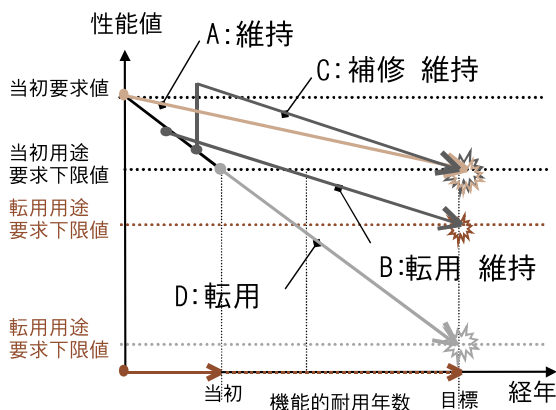 性能値
A:維持
C:補修 維持
当初要求値
当初用途
要求下限値
転用用途
要求下限値
B:転用 維持
D:転用
転用用途
要求下限値
当初
機能的耐用年数
目標
経年